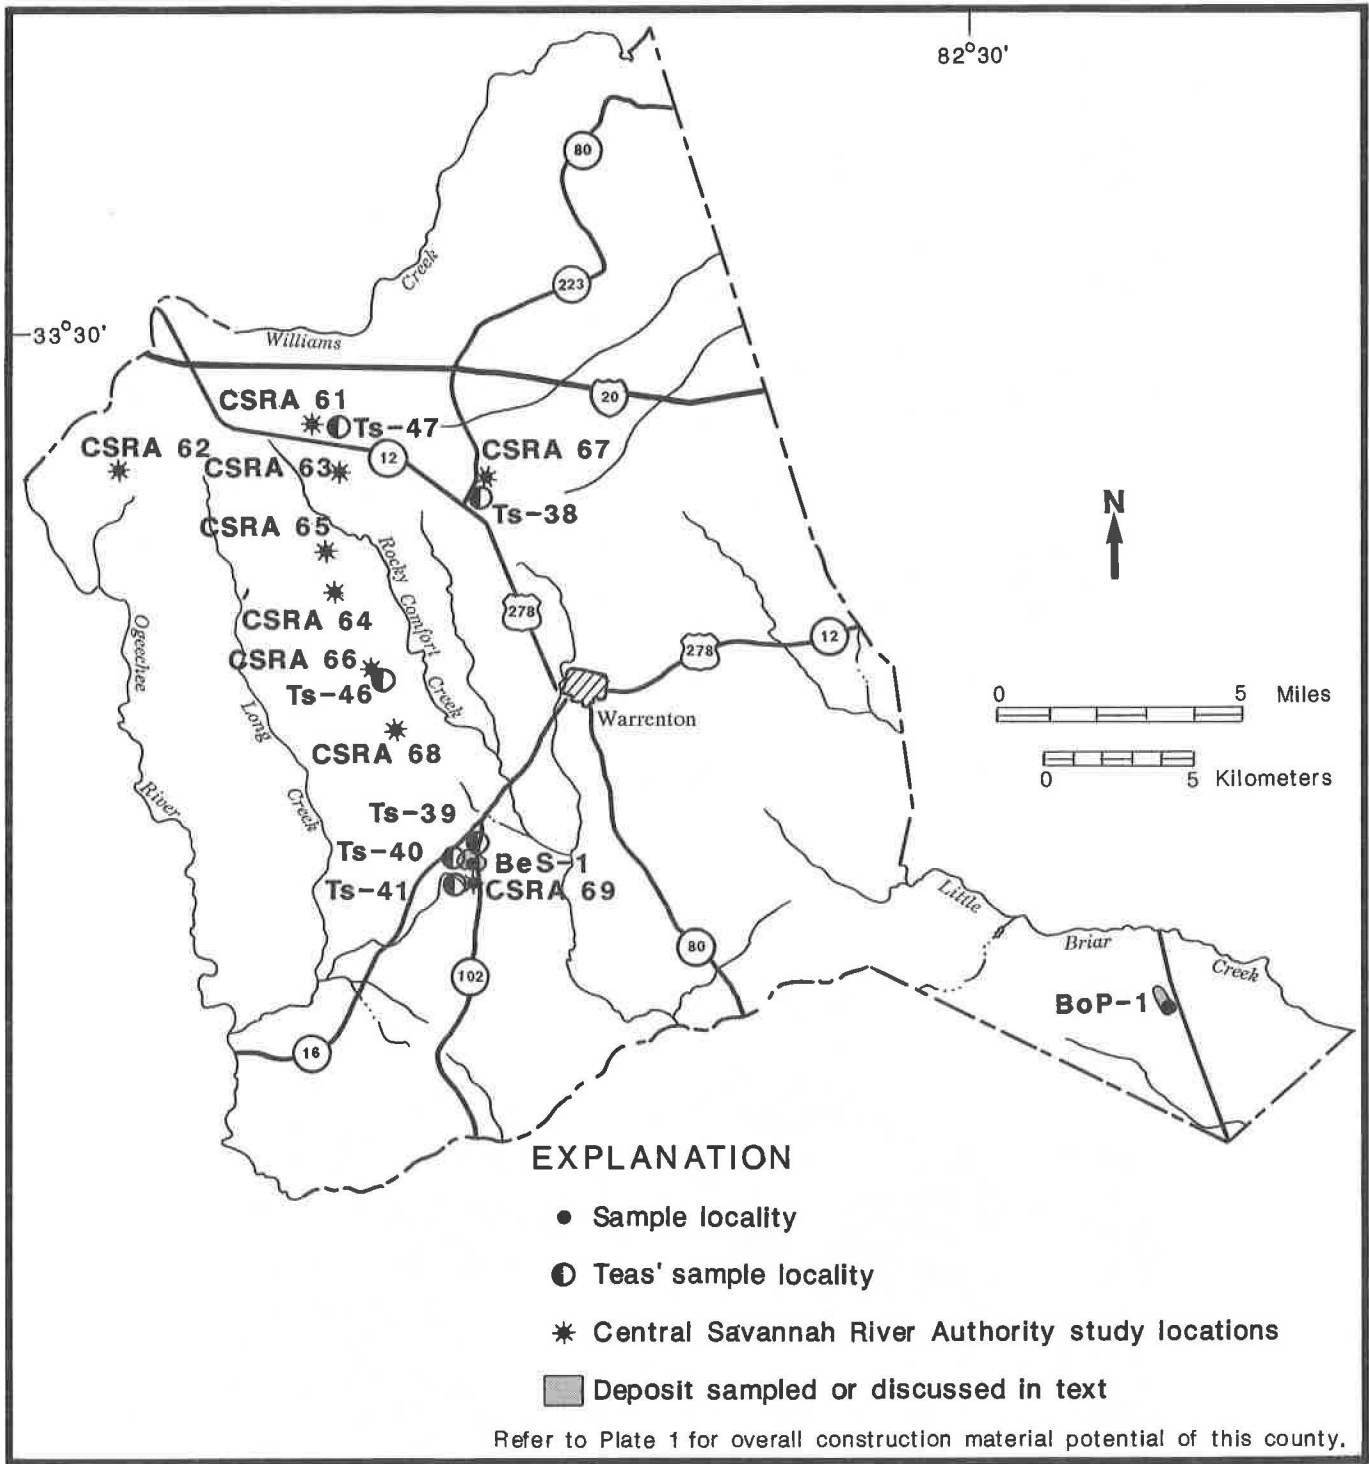 82°30'
80
Creek
223
33°30'
Williams
20
CSRA 61
Ts-47
CSRA 62
CSRA 63
12
CSRA 67
Ts-38
N
CSRA 65
Rocky Comfort Creek
CSRA 64
278
Ogeechee
River
12
278
CSRA 66
Ts-46
Long
Creek
0 5 Miles
Warrenton
CSRA 68
0 5 Kilometers
Ts-39
Ts-40
BeS-1
Ts-41
CSRA 69
Little
Briar
Creek
80
102
BoP-1
16
EXPLANATION
Sample locality
Teas' sample locality
Central Savannah River Authority study locations
Deposit sampled or discussed in text
Refer to Plate 1 for overall construction material potential of this county.